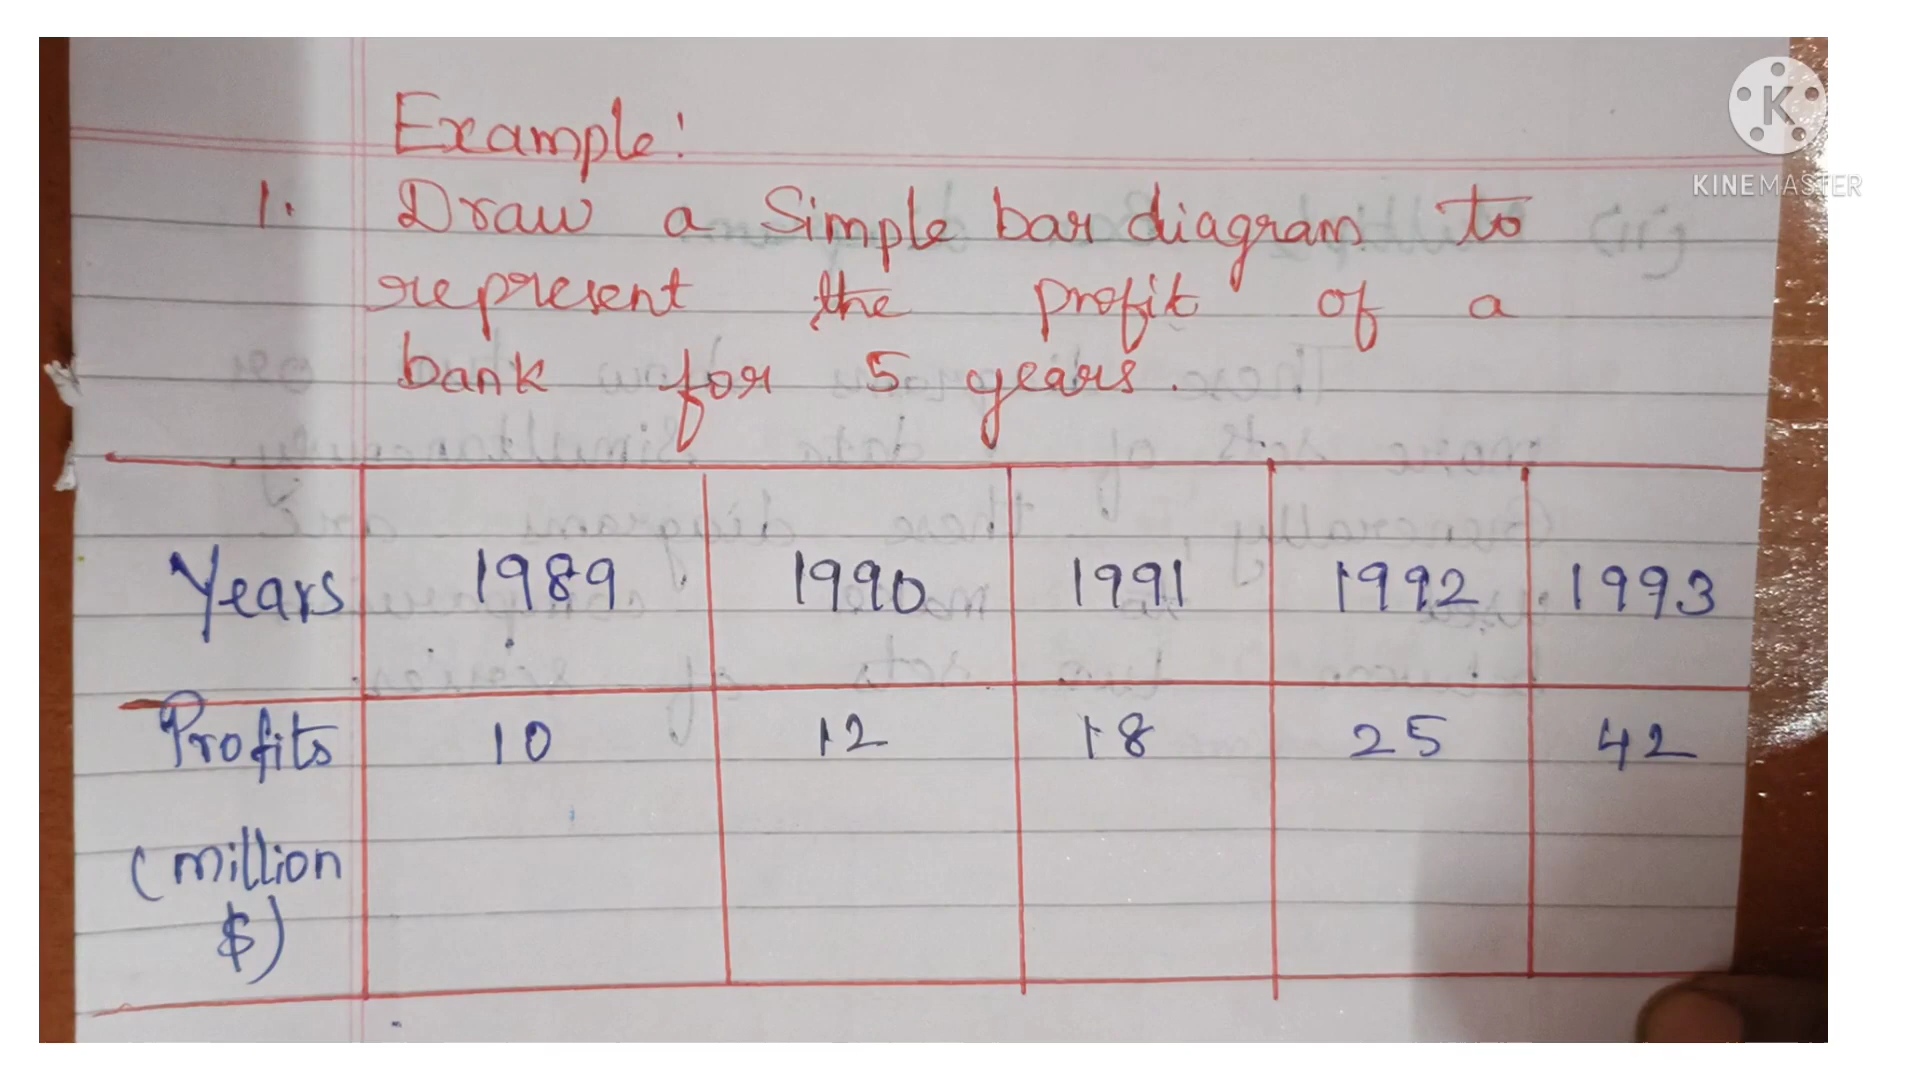 Example:
1. Draw a Simple bar diagram to
represent the profit of a
bank for 5 years.
Years 1989 1990 1991 1992 1993
Profits 10 12 18 25 42
(million
$)
K
KINEMASTER